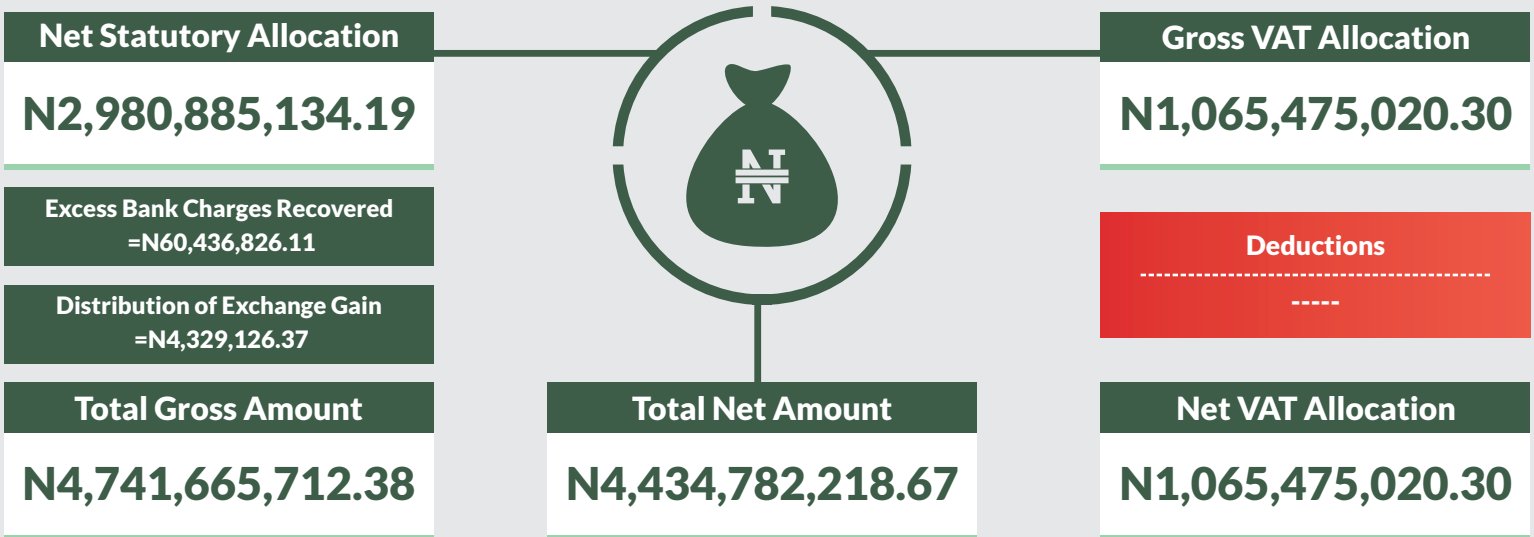 Net Statutory Allocation
N2,980,885,134.19
Excess Bank Charges Recovered
=N60,436,826.11
Distribution of Exchange Gain
=N4,329,126.37
Total Gross Amount
N4,741,665,712.38
₦
Total Net Amount
N4,434,782,218.67
Gross VAT Allocation
N1,065,475,020.30
Deductions
-----
Net VAT Allocation
N1,065,475,020.30